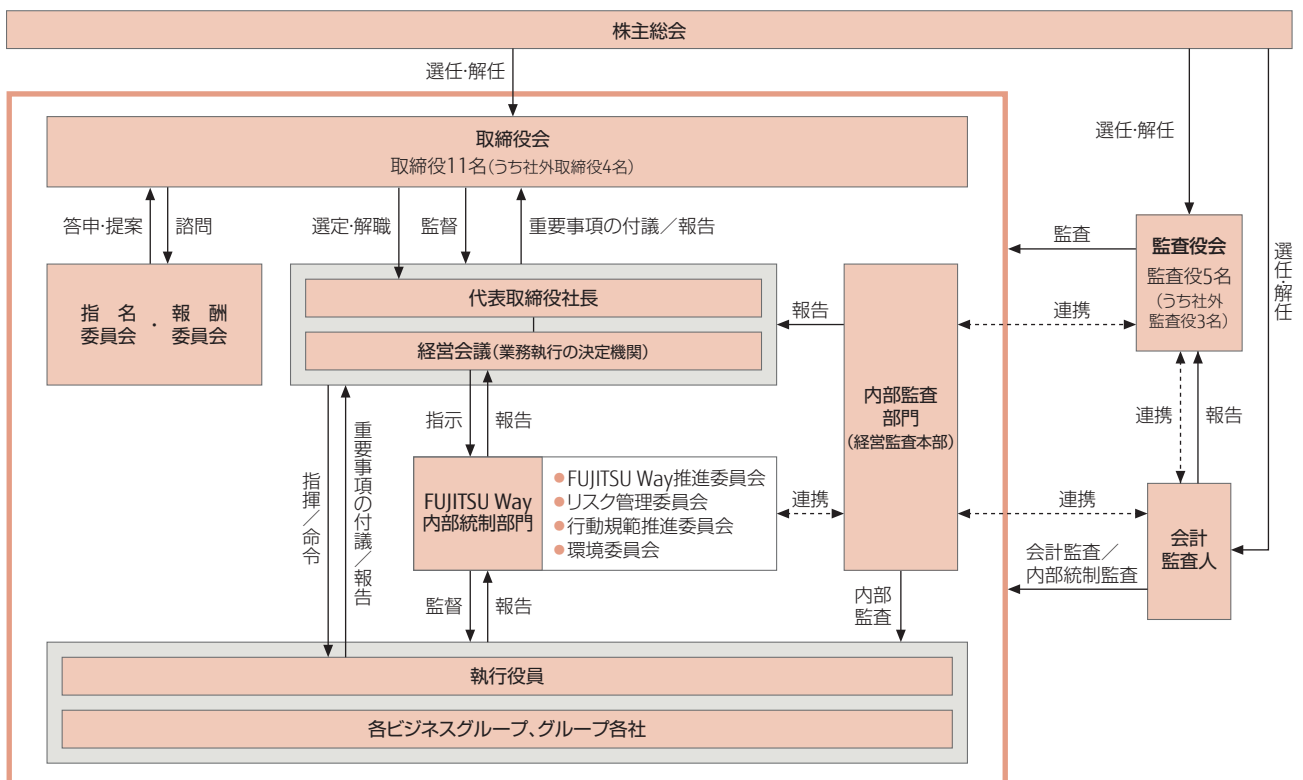 株主総会
選任・解任
選任・解任
選任・解任
取締役会
取締役11名(うち社外取締役4名)
答申・提案
諮問
選定・解職
監督
重要事項の付議／報告
監査
監査役会
監査役5名
(うち社外
監査役3名)
指　名
委員会
・
報　酬
委員会
代表取締役社長
経営会議(業務執行の決定機関)
報告
連携
内部監査
部門
(経営監査本部)
指示
報告
連携
報告
指揮／命令
重要事項の付議／報告
FUJITSU Way
内部統制部門
●FUJITSU Way推進委員会
●リスク管理委員会
●行動規範推進委員会
●環境委員会
連携
連携
会計
監査人
会計監査／
内部統制監査
監督
報告
内部
監査
執行役員
各ビジネスグループ、グループ各社